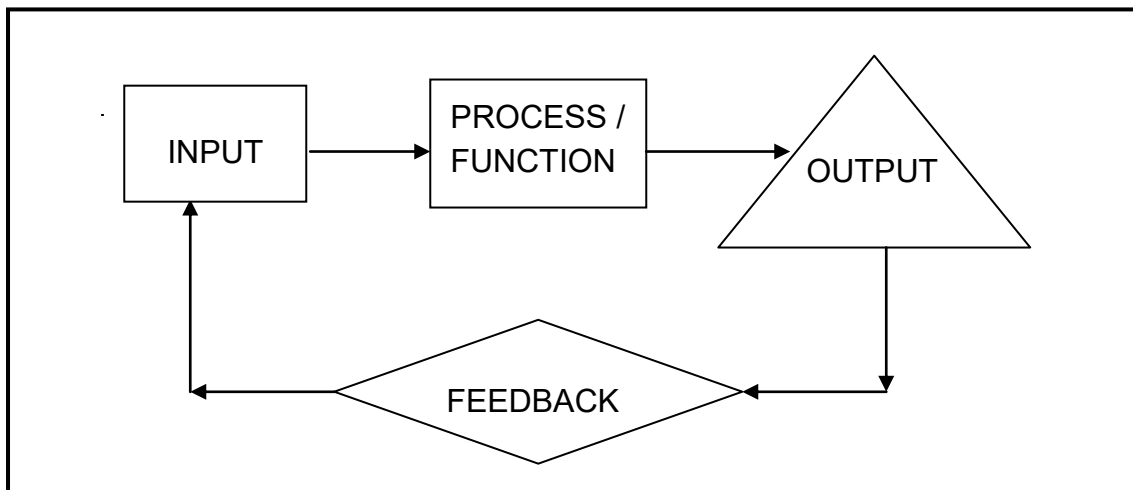 INPUT
PROCESS /
FUNCTION
OUTPUT
FEEDBACK